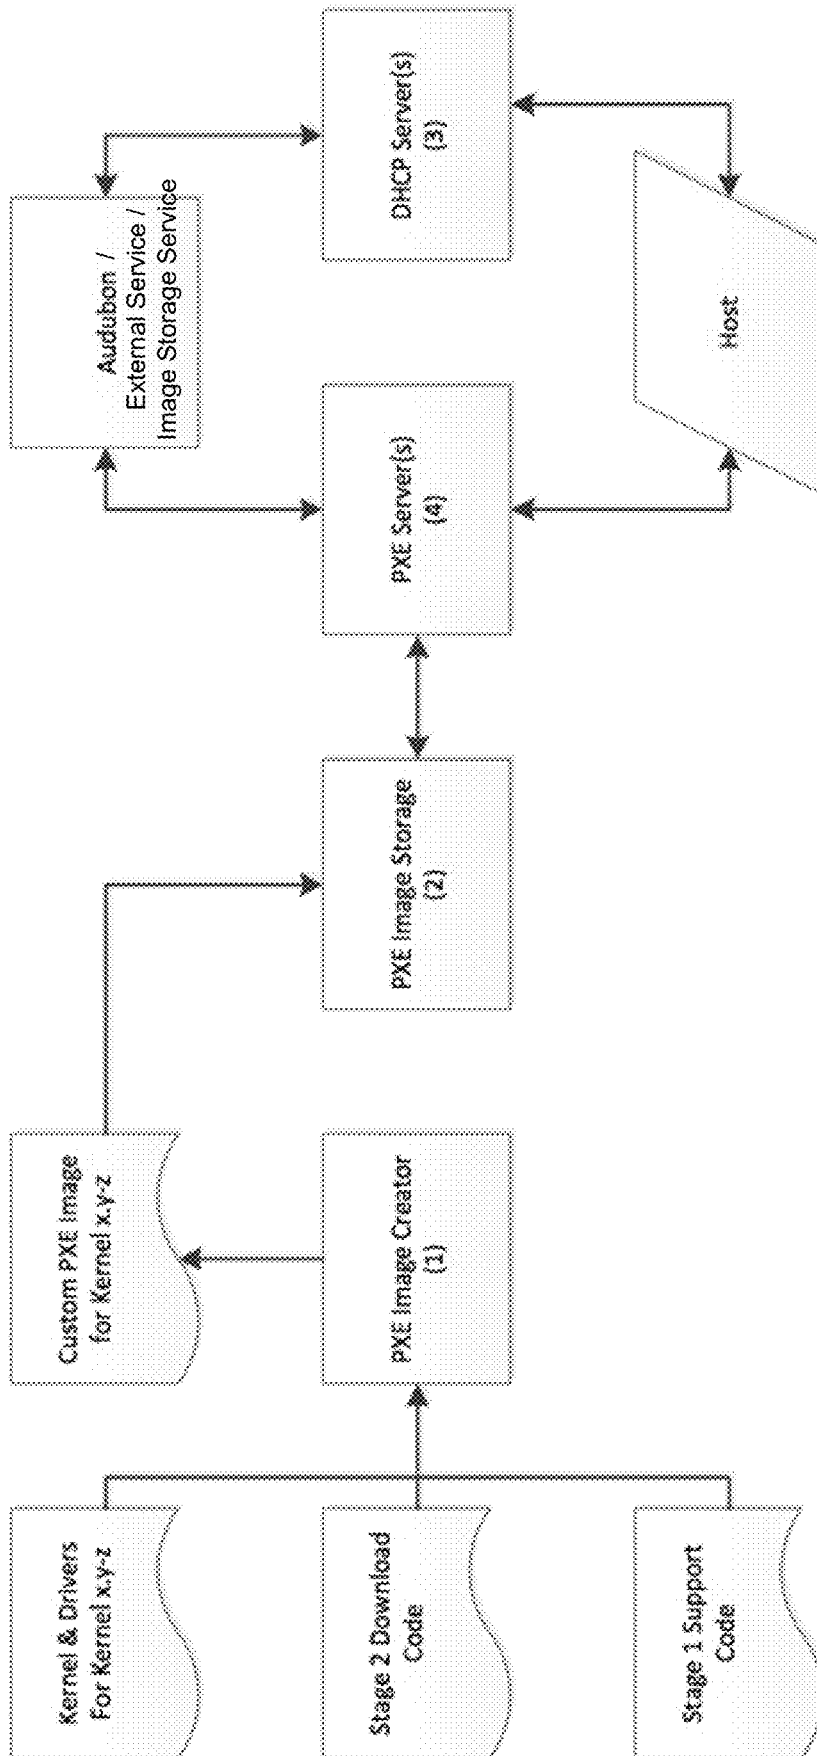 Kernel & Drivers
For Kernel x.y-z
Stage 2 Download
Code
Stage 1 Support
Code
Custom PXE Image
for Kernel x.y-z
PXE Image Creator
(1)
PXE Image Storage
(2)
Audubon /
External Service /
Image Storage Service
PXE Server(s)
(4)
DHCP Server(s)
(3)
Host